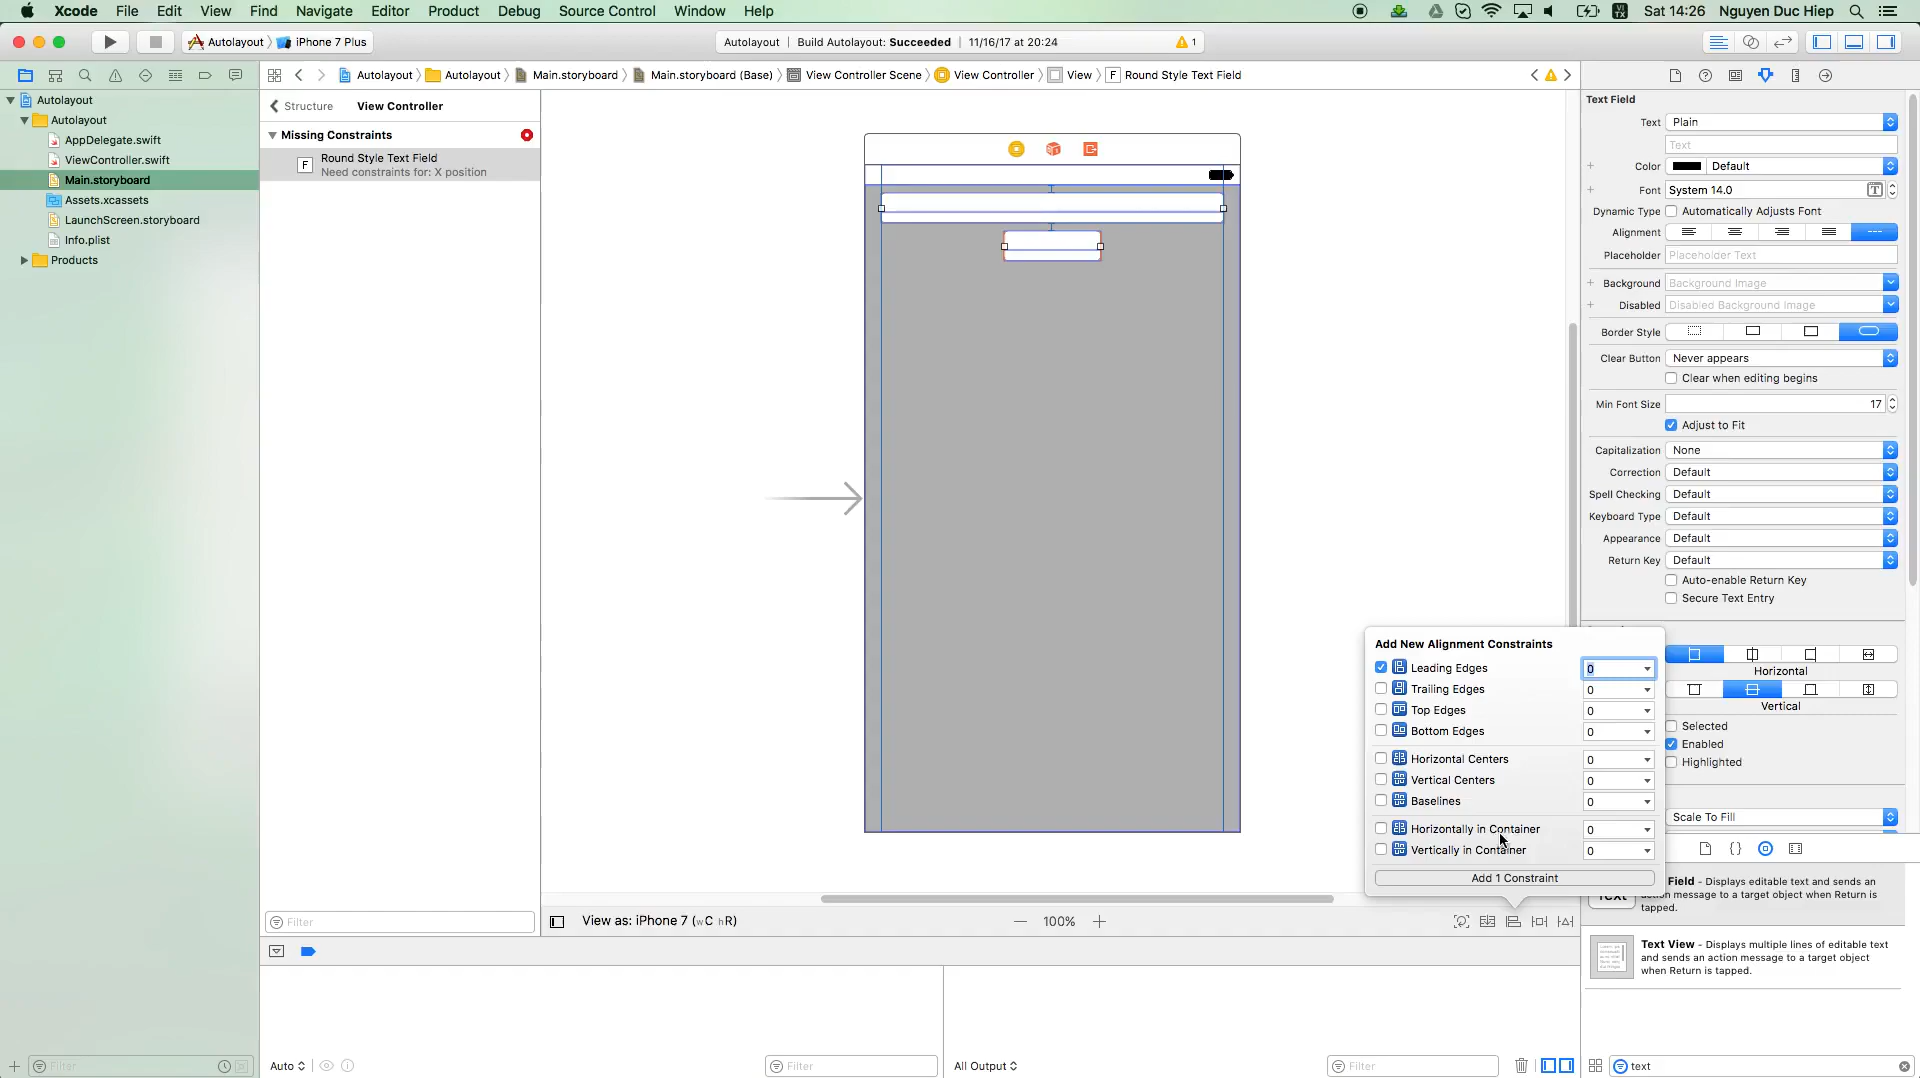 Xcode File Edit View Find Navigate Editor Product Debug Source Control Window Help
VI
TX
Sat 14:26 Nguyen Duc Hiep
Autolayout iPhone 7 Plus
Autolayout Build Autolayout: Succeeded 11/16/17 at 20:24 1
Autolayout Autolayout Main.storyboard Main.storyboard (Base) View Controller Scene View Controller View F Round Style Text Field
Autolayout
Autolayout
AppDelegate.swift
ViewController.swift
Main.storyboard
Assets.xcassets
LaunchScreen.storyboard
Info.plist
Products
Structure View Controller
Missing Constraints
F Round Style Text Field
Need constraints for: X position
Text Field
Text Plain
Text
Color Default
Font System 14.0 T
Dynamic Type Automatically Adjusts Font
Alignment
Placeholder Placeholder Text
Background Background Image
Disabled Disabled Background Image
Border Style
Clear Button Never appears
Clear when editing begins
Min Font Size 17
Adjust to Fit
Capitalization None
Correction Default
Spell Checking Default
Keyboard Type Default
Appearance Default
Return Key Default
Auto-enable Return Key
Secure Text Entry
Horizontal
Vertical
Selected
Enabled
Highlighted
Scale To Fill
Add New Alignment Constraints
Leading Edges 0
Trailing Edges 0
Top Edges 0
Bottom Edges 0
Horizontal Centers 0
Vertical Centers 0
Baselines 0
Horizontally in Container 0
Vertically in Container 0
Add 1 Constraint
Field - Displays editable text and sends an
message to a target object when Return is
tapped.
Text View - Displays multiple lines of editable text
and sends an action message to a target object
when Return is tapped.
Filter
View as: iPhone 7 (wC hR) 100%
Filter
Auto
Filter
All Output
Filter
text